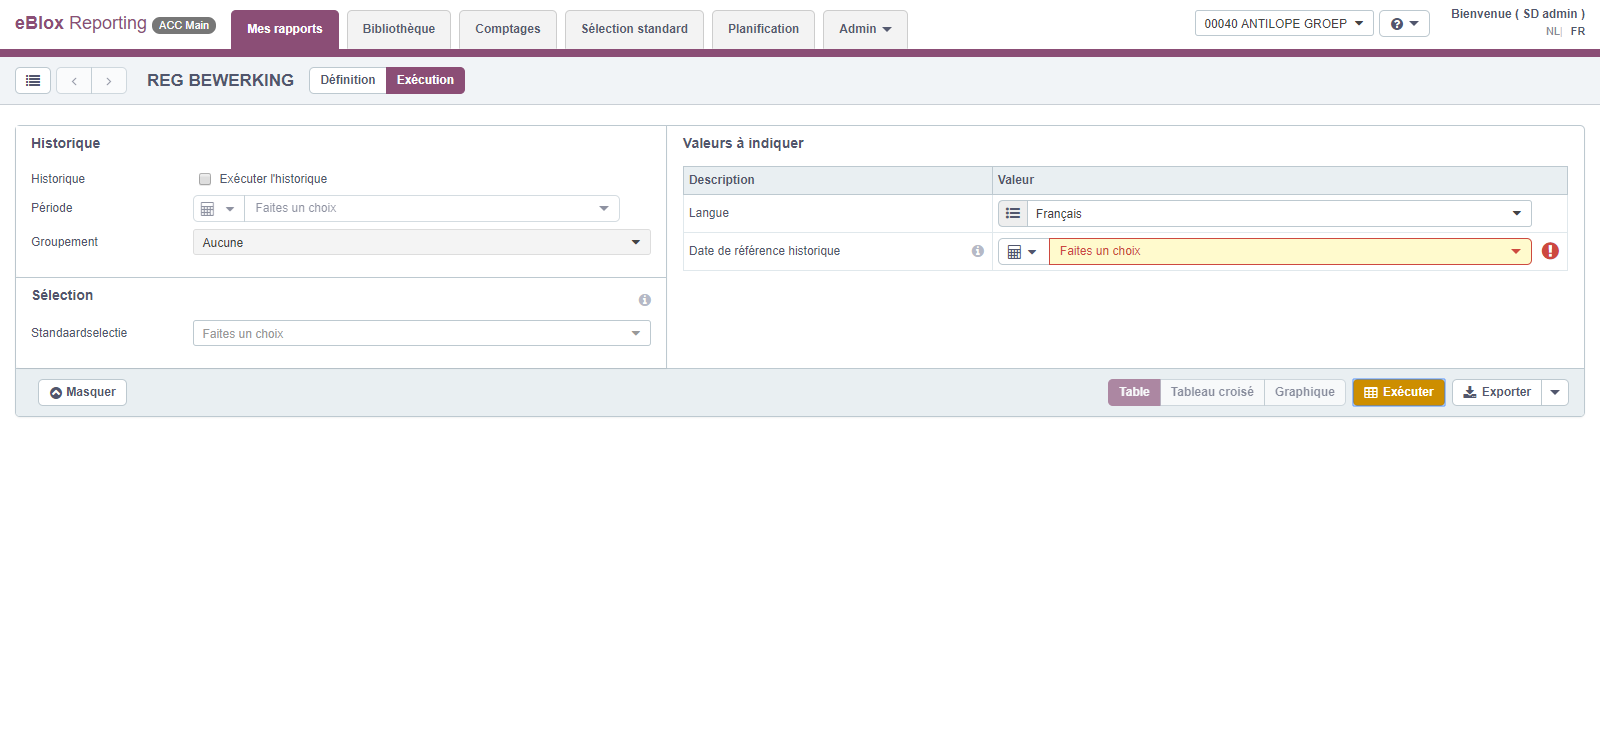 eBlox Reporting ACC Main
Mes rapports
Bibliothèque
Comptages
Sélection standard
Planification
Admin
00040 ANTILOPE GROEP
Bienvenue ( SD admin )
NL| FR
REG BEWERKING
Définition
Exécution
Historique
Historique
Exécuter l'historique
Période
Faites un choix
Groupement
Aucune
Sélection
Standaardselectie
Faites un choix
Valeurs à indiquer
Description
Valeur
Langue
Français
Date de référence historique
Faites un choix
Masquer
Table
Tableau croisé
Graphique
Exécuter
Exporter